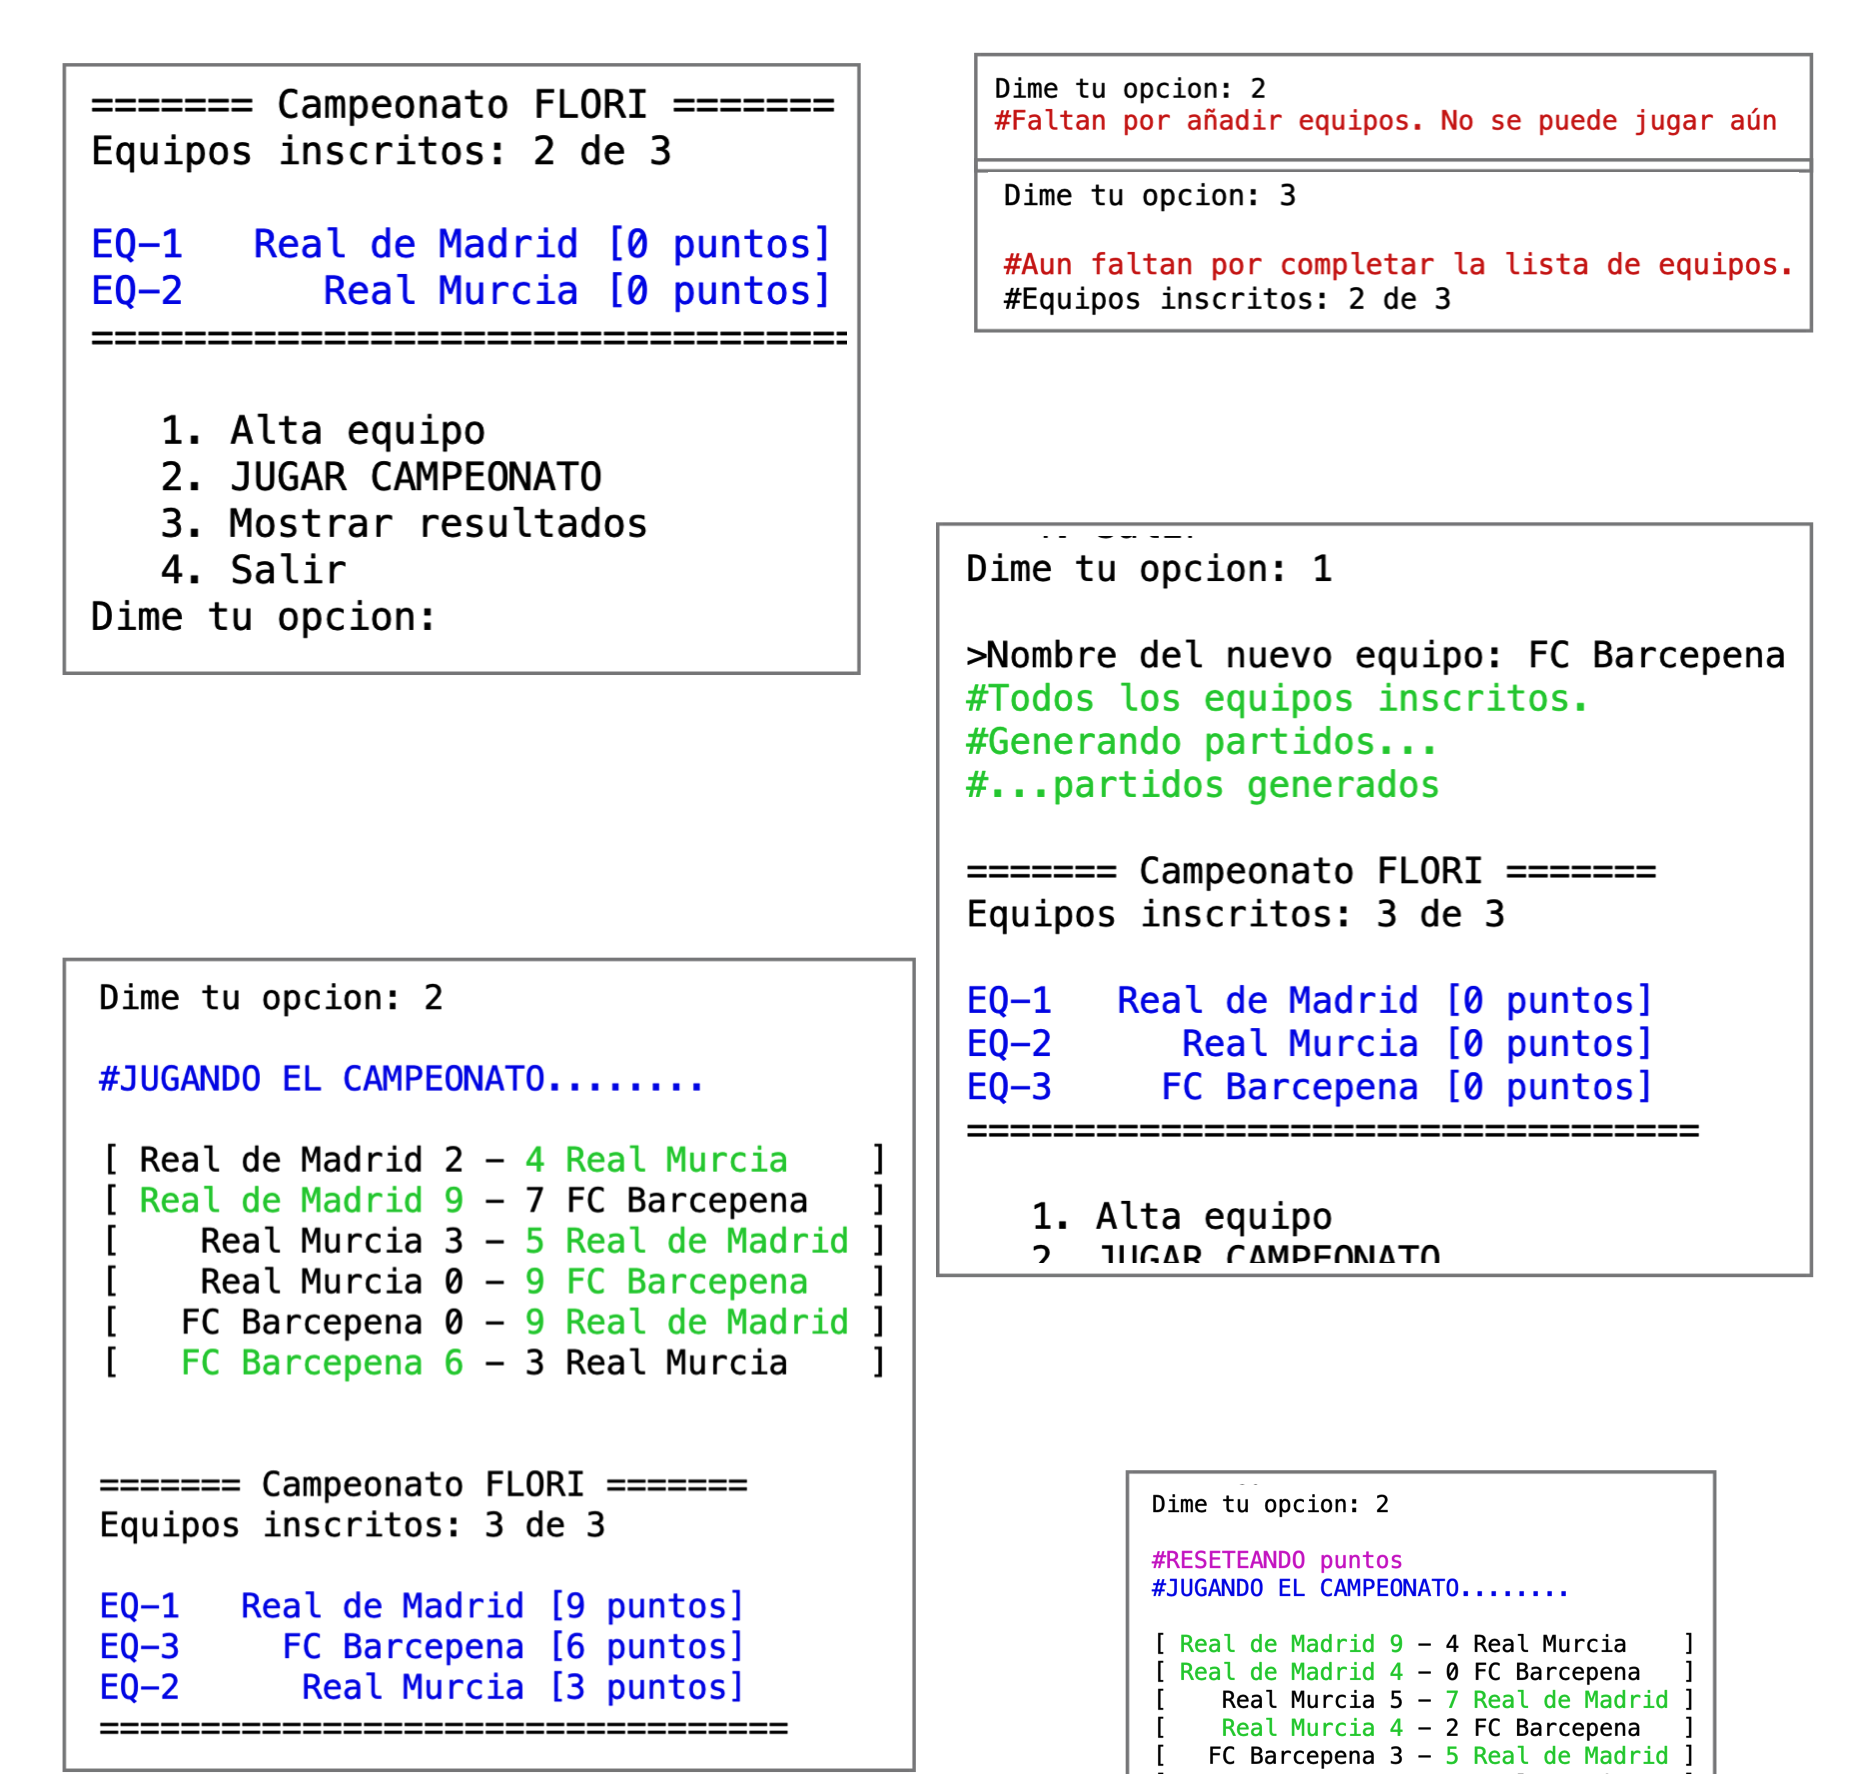 ======= Campeonato FLORI =======
Equipos inscritos: 2 de 3
EQ-1   Real de Madrid [0 puntos]
EQ-2      Real Murcia [0 puntos]
=================================
1. Alta equipo
2. JUGAR CAMPEONATO
3. Mostrar resultados
4. Salir
Dime tu opcion:
Dime tu opcion: 2
#Faltan por añadir equipos. No se puede jugar aún
Dime tu opcion: 3
#Aun faltan por completar la lista de equipos.
#Equipos inscritos: 2 de 3
Dime tu opcion: 1
>Nombre del nuevo equipo: FC Barcepena
#Todos los equipos inscritos.
#Generando partidos...
#...partidos generados
======= Campeonato FLORI =======
Equipos inscritos: 3 de 3
EQ-1   Real de Madrid [0 puntos]
EQ-2      Real Murcia [0 puntos]
EQ-3     FC Barcepena [0 puntos]
==================================
1. Alta equipo
2  JUGAR CAMPEONATO
Dime tu opcion: 2
#JUGANDO EL CAMPEONATO........
[ Real de Madrid 2 - 4 Real Murcia    ]
[ Real de Madrid 9 - 7 FC Barcepena   ]
[    Real Murcia 3 - 5 Real de Madrid ]
[    Real Murcia 0 - 9 FC Barcepena   ]
[   FC Barcepena 0 - 9 Real de Madrid ]
[   FC Barcepena 6 - 3 Real Murcia    ]
======= Campeonato FLORI =======
Equipos inscritos: 3 de 3
EQ-1   Real de Madrid [9 puntos]
EQ-3     FC Barcepena [6 puntos]
EQ-2      Real Murcia [3 puntos]
==================================
Dime tu opcion: 2
#RESETEANDO puntos
#JUGANDO EL CAMPEONATO........
[ Real de Madrid 9 - 4 Real Murcia    ]
[ Real de Madrid 4 - 0 FC Barcepena   ]
[    Real Murcia 5 - 7 Real de Madrid ]
[    Real Murcia 4 - 2 FC Barcepena   ]
[   FC Barcepena 3 - 5 Real de Madrid ]